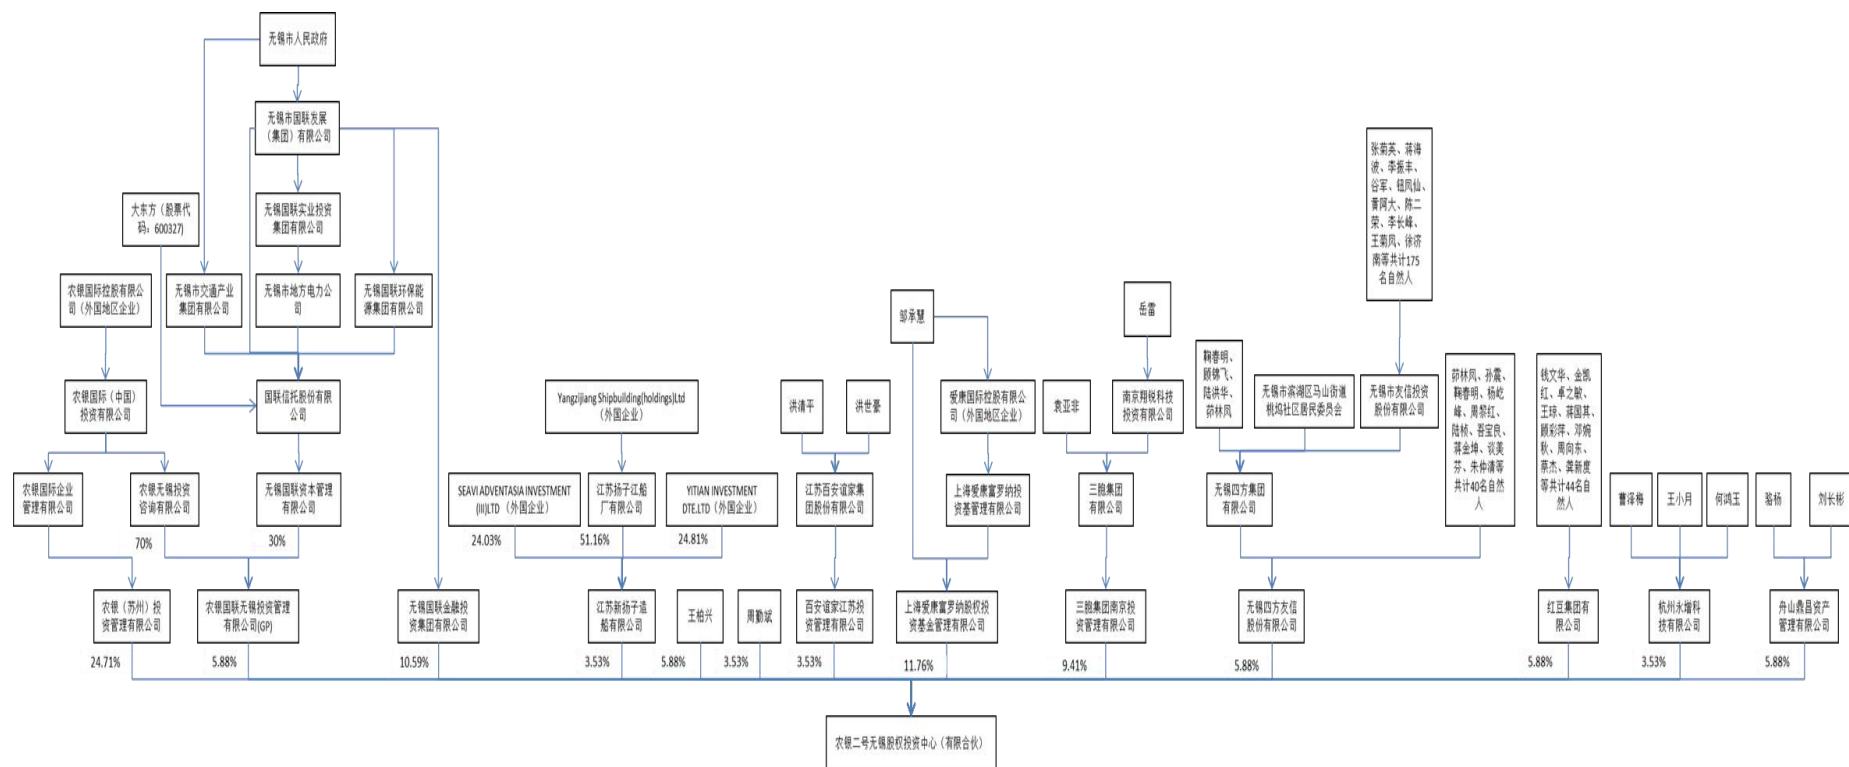 无锡市人民政府
无锡市国联发展
（集团）有限公司
大东方（股票代
码：600327)
无锡国联实业投资
集团有限公司
张菊英、蒋海
波、李振丰、
谷军、钮凤仙、
黄阿大、陈二
荣、李长峰、
王菊凤、徐济
南等共计175
名自然人
农银国际控股有限公
司（外国地区企业）
无锡市交通产业
集团有限公司
无锡市地方电力公
司
无锡国联环保能
源集团有限公司
邹承慧
岳雷
农银国际（中国）
投资有限公司
国联信托股份有限
公司
Yangzijiang Shipbuilding(holdings)Ltd
（外国企业）
洪清平
洪世豪
爱康国际控股有限公
司（外国地区企业）
袁亚非
南京翔锐科技
投资有限公司
鞠春明、
顾锦飞、
陆洪华、
茆林凤
无锡市滨湖区马山街道
桃坞社区居民委员会
无锡市友信投资
股份有限公司
茆林凤、孙震、
鞠春明、杨屹
峰、周黎红、
陆桢、吾宝良、
蒋金坤、谈美
芬、朱仲清等
共计40名自然
人
钱文华、金凯
红、卓之敏、
王琼、蒋国其、
顾彩萍、邓婉
秋、周向东、
蔡杰、龚新度
等共计44名自
然人
农银国际企业
管理有限公司
农银无锡投资
咨询有限公司
无锡国联资本管理
有限公司
SEAVI ADVENTASIA INVESTMENT
(III)LTD （外国企业）
江苏扬子江船
厂有限公司
YITIAN INVESTMENT
DTE.LTD（外国企业）
江苏百安谊家集
团股份有限公司
上海爱康富罗纳投
资基管理有限公司
三胞集团
有限公司
无锡四方集团
有限公司
曹泽梅
王小月
何鸿玉
骆杨
刘长彬
70%
30%
24.03%
51.16%
24.81%
农银（苏州）投
资管理有限公司
农银国联无锡投资管理
有限公司(GP)
无锡国联金融投
资集团有限公司
江苏新扬子造
船有限公司
王柏兴
周勤斌
百安谊家江苏投
资管理有限公司
上海爱康富罗纳股权投
资基金管理有限公司
三胞集团南京投
资管理有限公司
无锡四方友信
股份有限公司
红豆集团有
限公司
杭州永增科
技有限公司
舟山鼎昌资产
管理有限公司
24.71%
5.88%
10.59%
3.53%
5.88%
3.53%
3.53%
11.76%
9.41%
5.88%
5.88%
3.53%
5.88%
农银二号无锡股权投资中心（有限合伙）